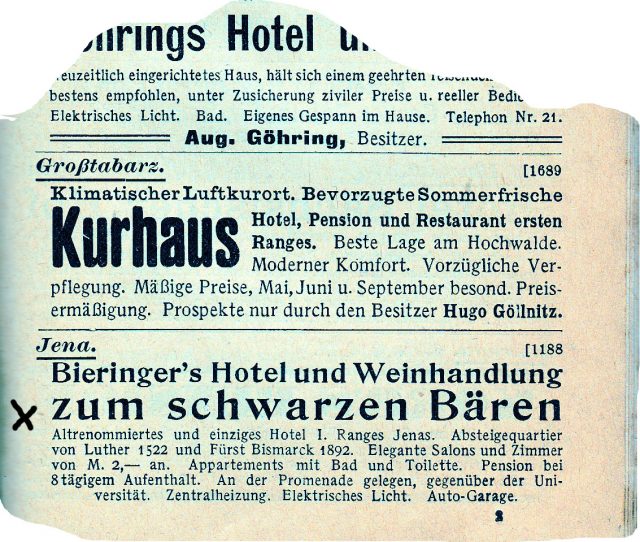 Hotel
neuzeitlich eingerichtetes Haus, hält sich einem geehrten
bestens empfohlen, unter Zusicherung ziviler Preise u. reeller
Elektrisches Licht. Bad. Eigenes Gespann im Hause. Telephon Nr. 21.
Aug. Göhring, Besitzer.
Großtabarz. [1689
Klimatischer Luftkurort. Bevorzugte Sommerfrische
Kurhaus Hotel, Pension und Restaurant ersten
Ranges. Beste Lage am Hochwalde.
Moderner Komfort. Vorzügliche Ver-
pflegung. Mäßige Preise, Mai, Juni u. September besond. Preis-
ermäßigung. Prospekte nur durch den Besitzer Hugo Göllnitz.
Jena. [1188
Bieringer's Hotel und Weinhandlung
x zum schwarzen Bären
Altrenommiertes und einziges Hotel I. Ranges Jenas. Absteigequartier
von Luther 1522 und Fürst Bismarck 1892. Elegante Salons und Zimmer
von M. 2,— an. Appartements mit Bad und Toilette. Pension bei
8 tägigem Aufenthalt. An der Promenade gelegen, gegenüber der Uni-
versität. Zentralheizung. Elektrisches Licht. Auto-Garage.
2